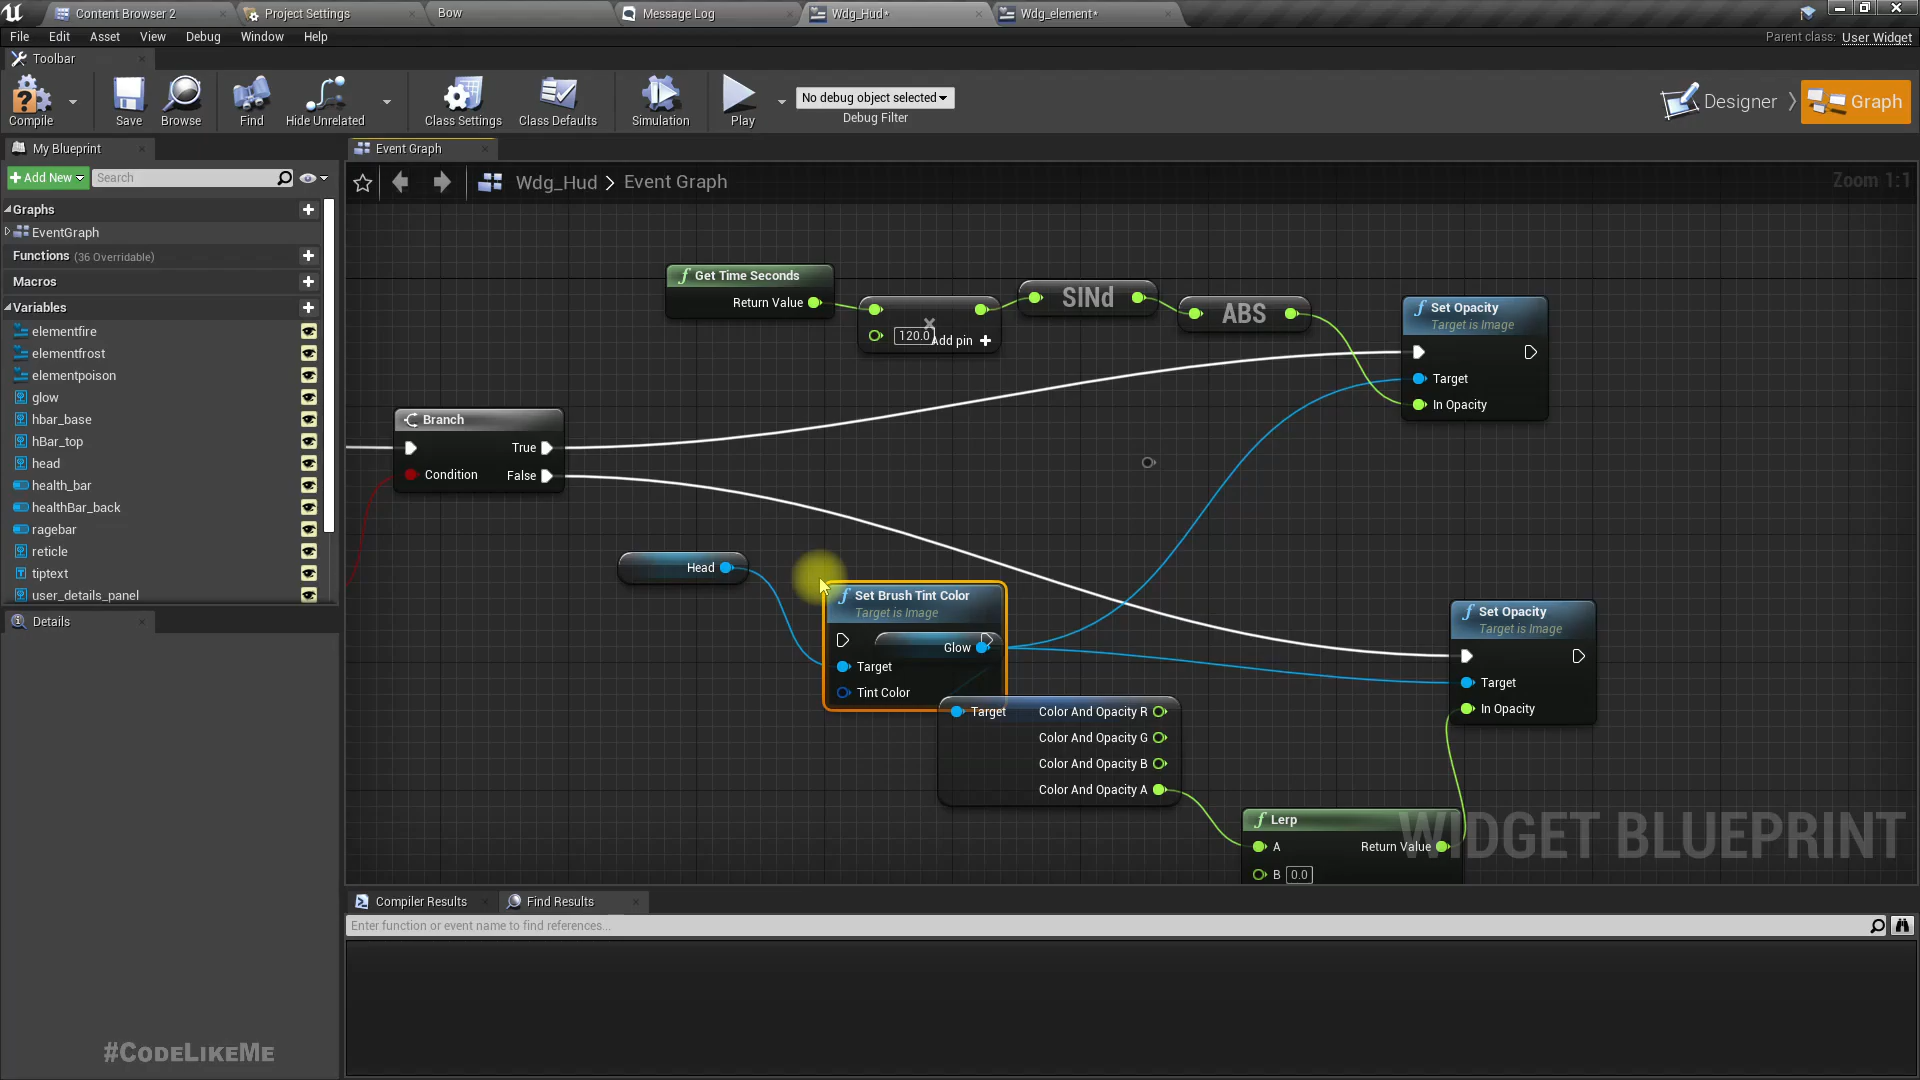 Content Browser 2
Project Settings
Bow
Message Log
Wdg_Hud*
Wdg_element*
File
Edit
Asset
View
Debug
Window
Help
Parent class:
User Widget
Toolbar
Compile
Save
Browse
Find
Hide Unrelated
Class Settings
Class Defaults
Simulation
Play
No debug object selected
Debug Filter
Designer
Graph
My Blueprint
Event Graph
Add New
Search
Wdg_Hud > Event Graph
Zoom 1:1
Graphs
EventGraph
Functions (36 Overridable)
Macros
Variables
elementfire
elementfrost
elementpoison
glow
hbar_base
hBar_top
head
health_bar
healthBar_back
ragebar
reticle
tiptext
user_details_panel
Details
Get Time Seconds
Return Value
120.0
Add pin
SINd
ABS
Set Opacity
Target is Image
Target
In Opacity
Branch
True
Condition
False
Head
Set Brush Tint Color
Target is Image
Glow
Target
Tint Color
Target
Color And Opacity R
Color And Opacity G
Color And Opacity B
Color And Opacity A
Set Opacity
Target is Image
Target
In Opacity
Lerp
A
Return Value
B
0.0
WIDGET BLUEPRINT
Compiler Results
Find Results
Enter function or event name to find references...
#CodeLikeMe